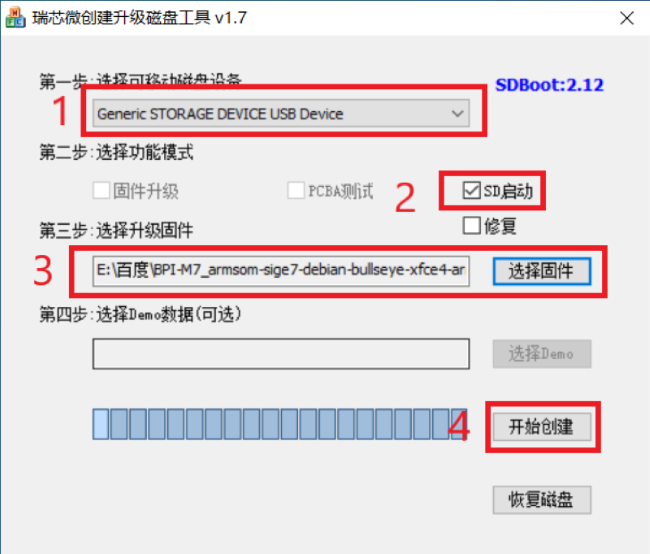 瑞芯微创建升级磁盘工具 v1.7
第一步:选择可移动磁盘设备
SDBoot:2.12
1
Generic STORAGE DEVICE USB Device
第二步:选择功能模式
固件升级
PCBA测试
2
SD启动
第三步:选择升级固件
修复
3
E:\百度\BPI-M7_armsom-sige7-debian-bullseye-xfce4-ar
选择固件
第四步:选择Demo数据(可选)
选择Demo
4
开始创建
恢复磁盘